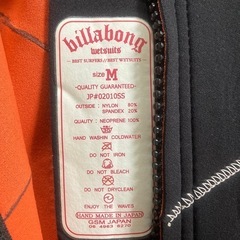 billabong
wetsuits
- BEST SURFERS // BEST WETSUITS -
SIZE M
-QUALITY GUARANTEED-
JP#02010SS
OUTSIDE : NYLON 80%
SPANDEX 20%
QUALITY : NEOPRENE 100%
HAND WASHIN COLDWATER
DO NOT IRON
DO NOT BLEACH
DO NOT DRYCLEAN
ENJOY THE WAVES
HAND MADE IN JAPAN
GSM JAPAN